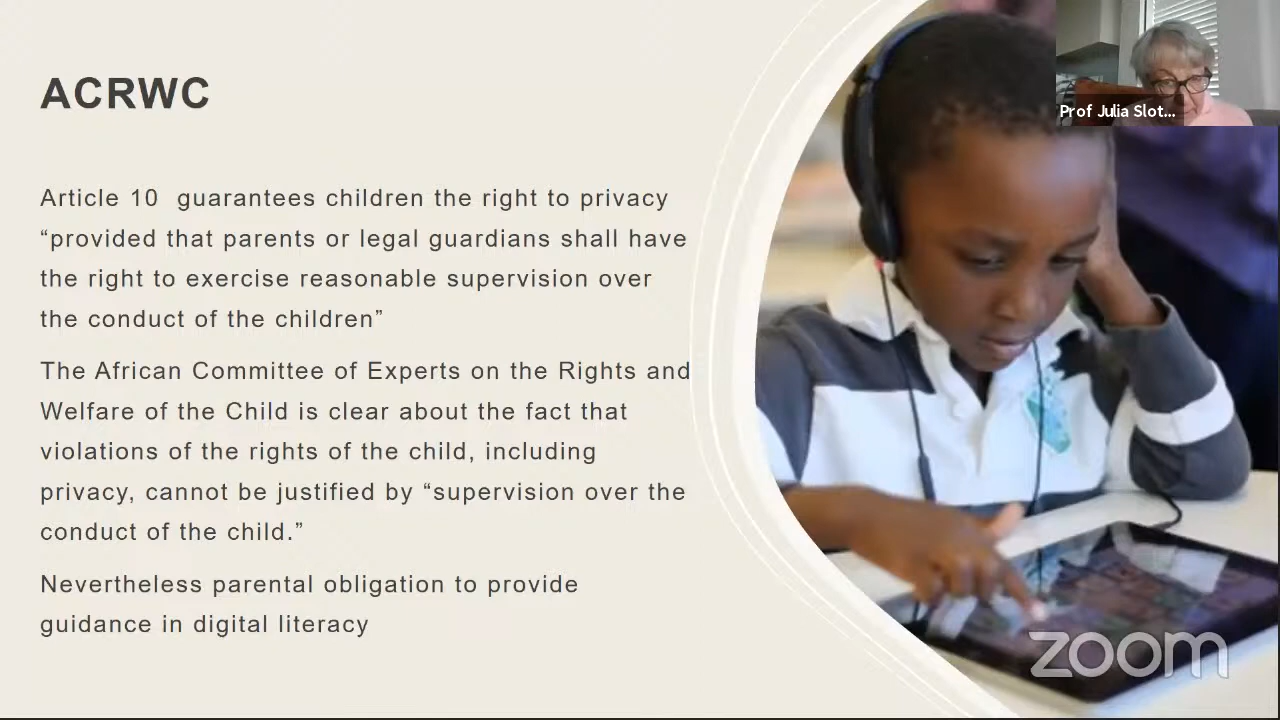 ACRWC
Prof Julia Slot...
Article 10 guarantees children the right to privacy
“provided that parents or legal guardians shall have
the right to exercise reasonable supervision over
the conduct of the children”
The African Committee of Experts on the Rights and
Welfare of the Child is clear about the fact that
violations of the rights of the child, including
privacy, cannot be justified by “supervision over the
conduct of the child.”
Nevertheless parental obligation to provide
guidance in digital literacy
zoom